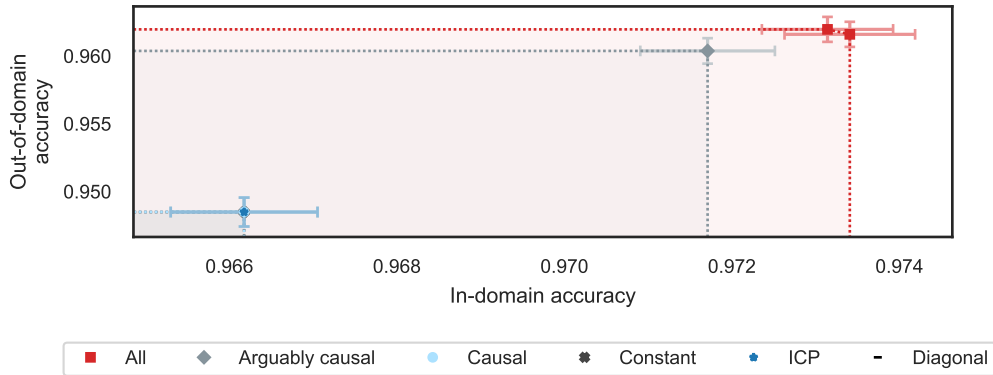 Out-of-domain
accuracy
0.960
0.955
0.950
0.966 0.968 0.970 0.972 0.974
In-domain accuracy
All Arguably causal Causal Constant ICP Diagonal